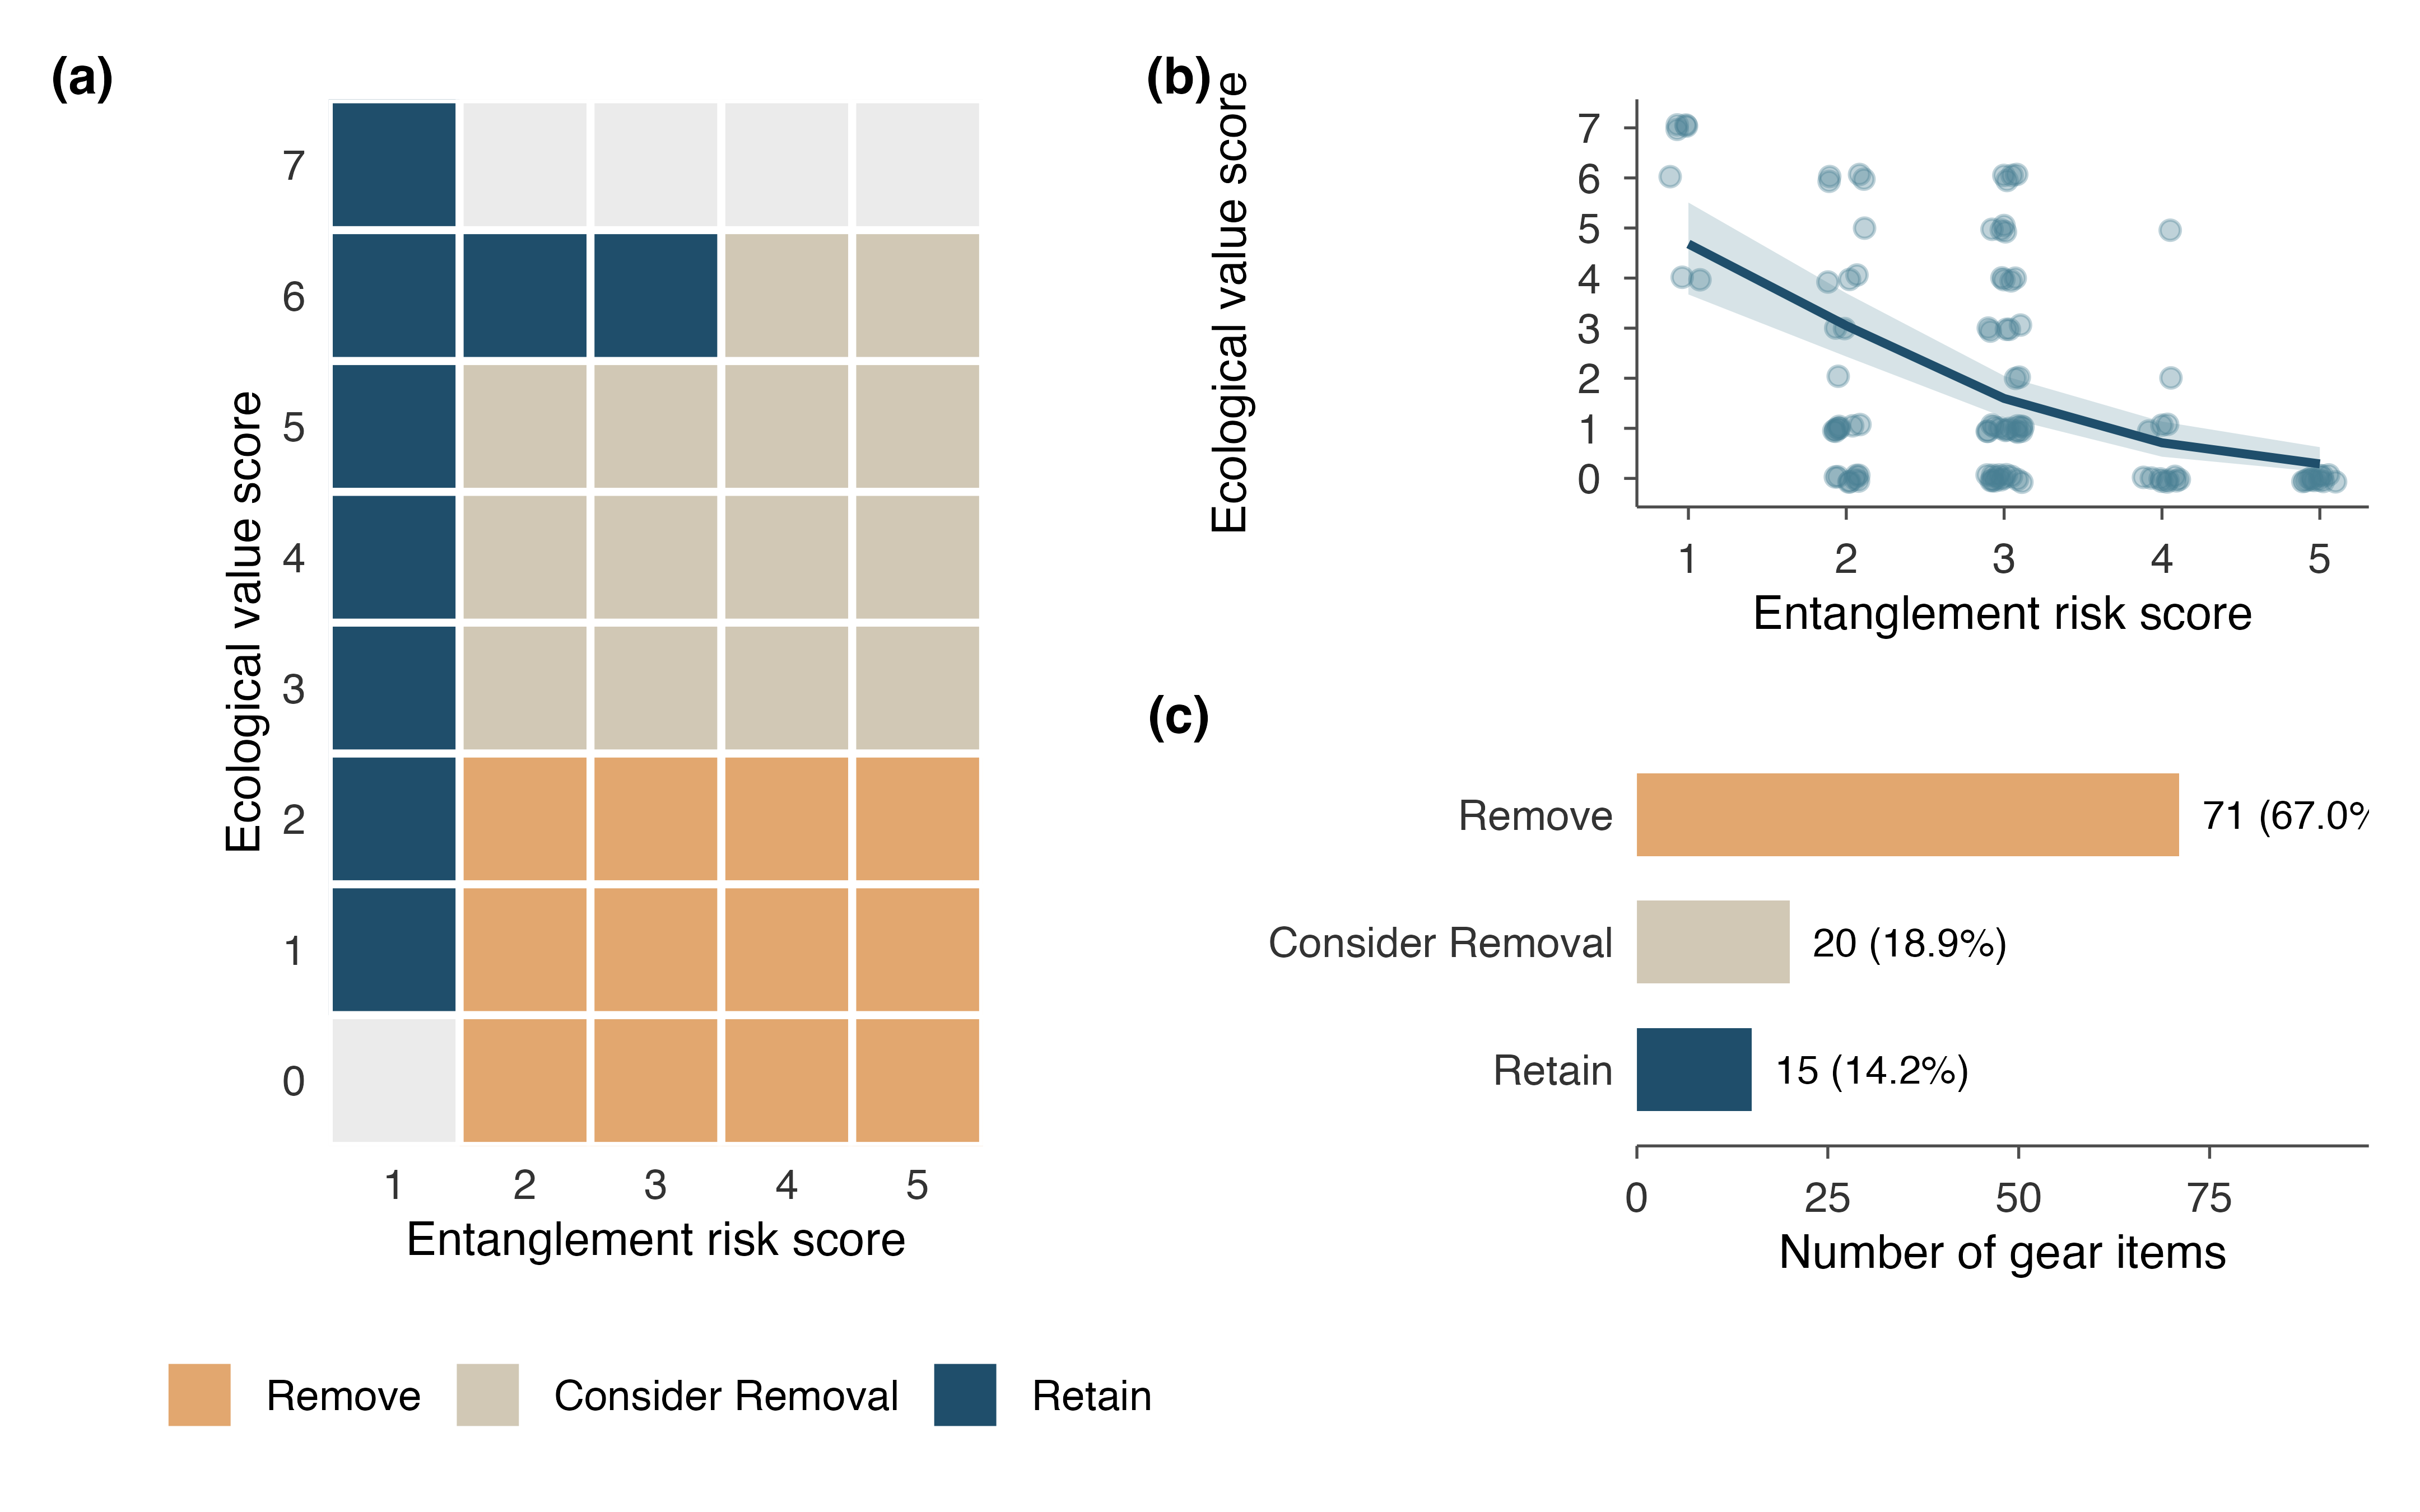 (a)
Ecological value score
7
6
5
4
3
2
1
0
1 2 3 4 5
Entanglement risk score
Remove Consider Removal Retain
(b)
Ecological value score
7
6
5
4
3
2
1
0
1 2 3 4 5
Entanglement risk score
(c)
Remove 71 (67.0%
Consider Removal 20 (18.9%)
Retain 15 (14.2%)
0 25 50 75
Number of gear items